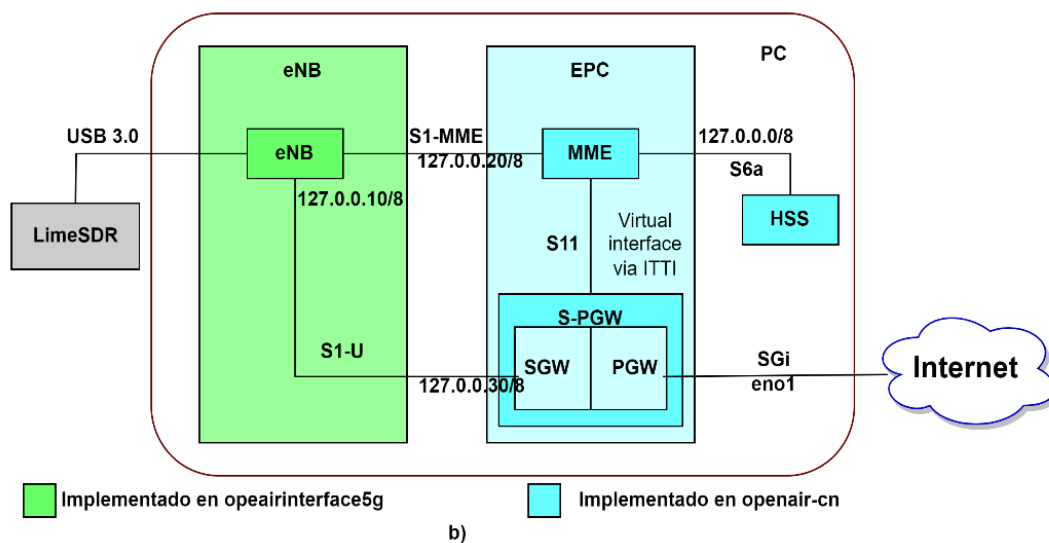 eNB
EPC
PC
USB 3.0
S1-MME
127.0.0.0/8
eNB
127.0.0.20/8
MME
S6a
127.0.0.10/8
HSS
LimeSDR
S11
Virtual
interface
via ITTI
S-PGW
S1-U
SGW
PGW
SGi
127.0.0.30/8
eno1
Internet
Implementado en opeairinterface5g
Implementado en openair-cn
b)